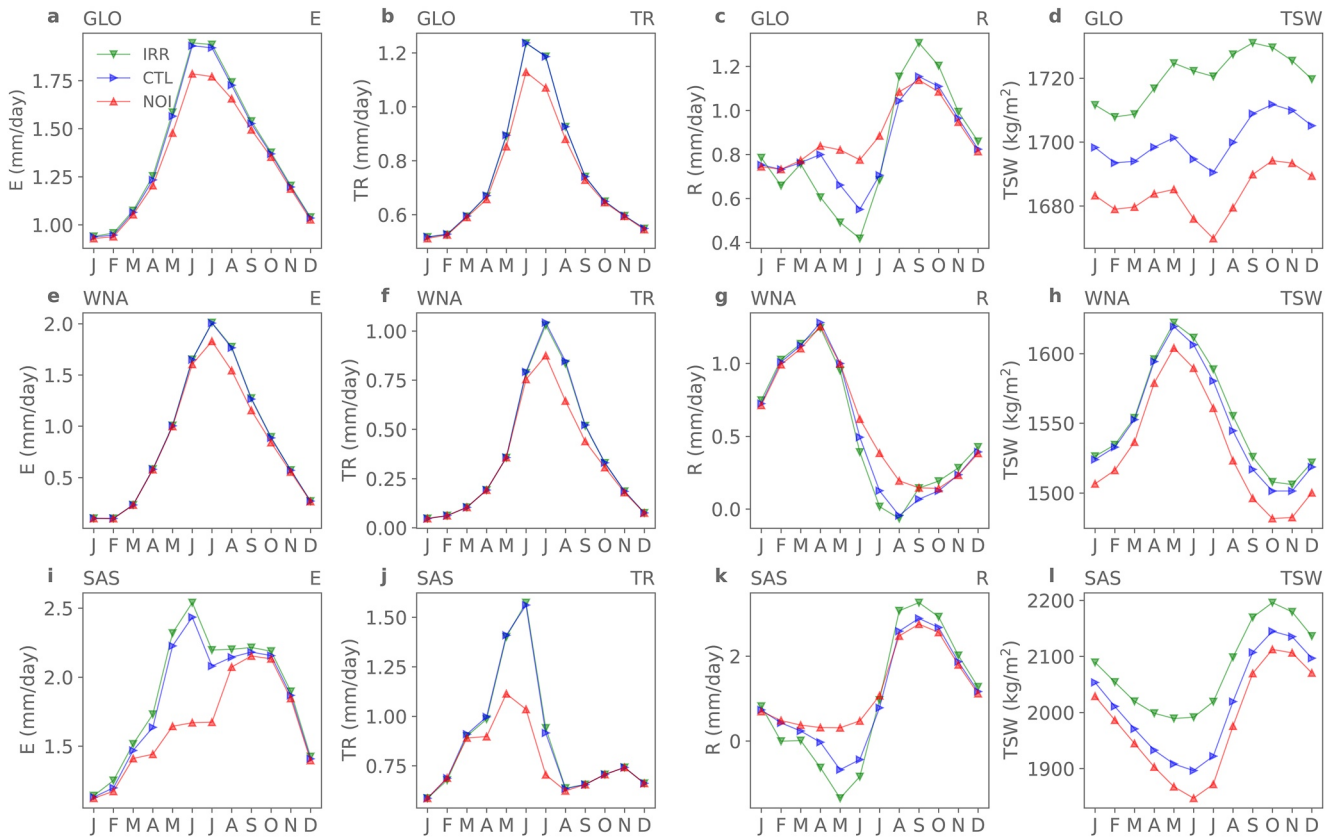 a GLO E
IRR
CTL
NOI
E (mm/day)
1.75
1.50
1.25
1.00
J F M A M J J A S O N D
b GLO TR
TR (mm/day)
1.2
1.0
0.8
0.6
J F M A M J J A S O N D
c GLO R
R (mm/day)
1.2
1.0
0.8
0.6
0.4
J F M A M J J A S O N D
d GLO TSW
TSW (kg/m²)
1720
1700
1680
J F M A M J J A S O N D
e WNA E
E (mm/day)
2.0
1.5
1.0
0.5
J F M A M J J A S O N D
f WNA TR
TR (mm/day)
1.00
0.75
0.50
0.25
0.00
J F M A M J J A S O N D
g WNA R
R (mm/day)
1.0
0.5
0.0
J F M A M J J A S O N D
h WNA TSW
TSW (kg/m²)
1600
1550
1500
J F M A M J J A S O N D
i SAS E
E (mm/day)
2.5
2.0
1.5
J F M A M J J A S O N D
j SAS TR
TR (mm/day)
1.50
1.25
1.00
0.75
J F M A M J J A S O N D
k SAS R
R (mm/day)
2
0
J F M A M J J A S O N D
l SAS TSW
TSW (kg/m²)
2200
2100
2000
1900
J F M A M J J A S O N D